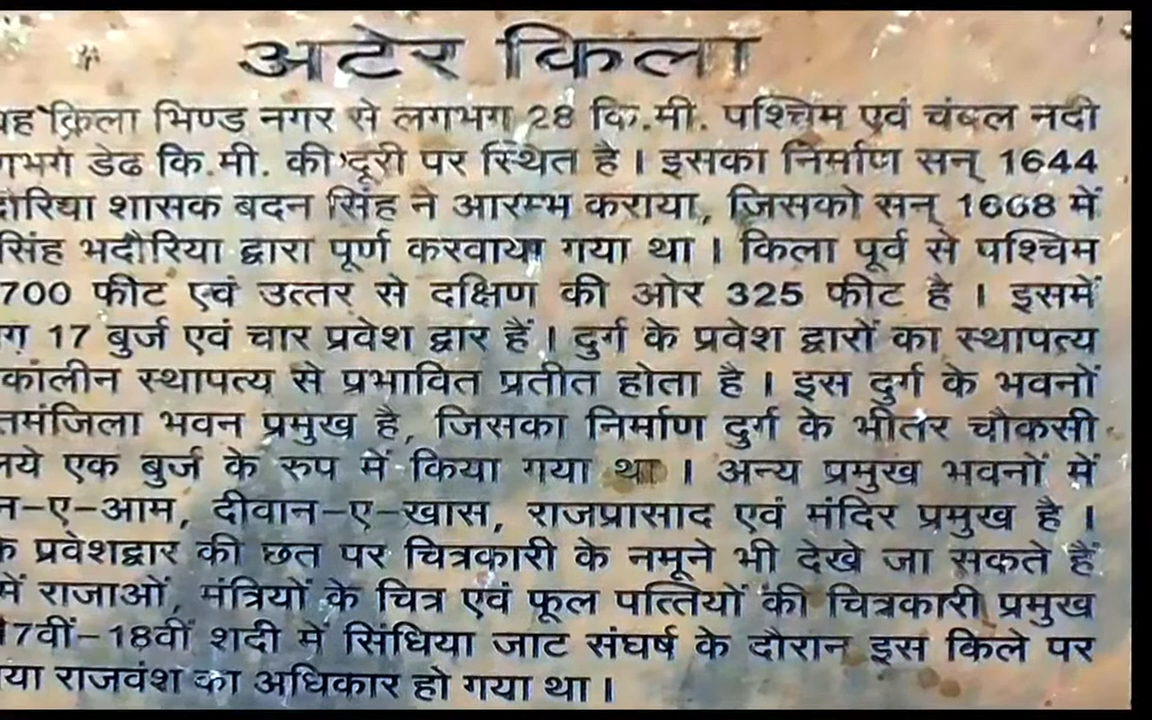 अटेर किला
यह किला भिण्ड नगर से लगभग 28 कि.मी. पश्चिम एवं चंबल नदी
डेढ कि.मी. की दूरी पर स्थित है । इसका निर्माण सन् 1644
शासक बदन सिंह ने आरम्भ कराया, जिसको सन् 1668 में
सिंह भदौरिया द्वारा पूर्ण करवाया गया था । किला पूर्व से पश्चिम
700 फीट एवं उत्तर से दक्षिण की ओर 325 फीट है । इसमें
17 बुर्ज एवं चार प्रवेश द्वार हैं । दुर्ग के प्रवेश द्वारों का स्थापत्य
कालीन स्थापत्य से प्रभावित प्रतीत होता है । इस दुर्ग के भवनों
तमंजिला भवन प्रमुख है, जिसका निर्माण दुर्ग के भीतर चौकसी
एक बुर्ज के रुप में किया गया था । अन्य प्रमुख भवनों में
न-ए-आम, दीवान-ए-खास, राजप्रासाद एवं मंदिर प्रमुख है ।
प्रवेशद्वार की छत पर चित्रकारी के नमूने भी देखे जा सकते हैं
में राजाओं, मंत्रियों के चित्र एवं फूल पत्तियों की चित्रकारी प्रमुख
17वीं-18वीं शदी में सिंधिया जाट संघर्ष के दौरान इस किले पर
या राजवंश का अधिकार हो गया था ।